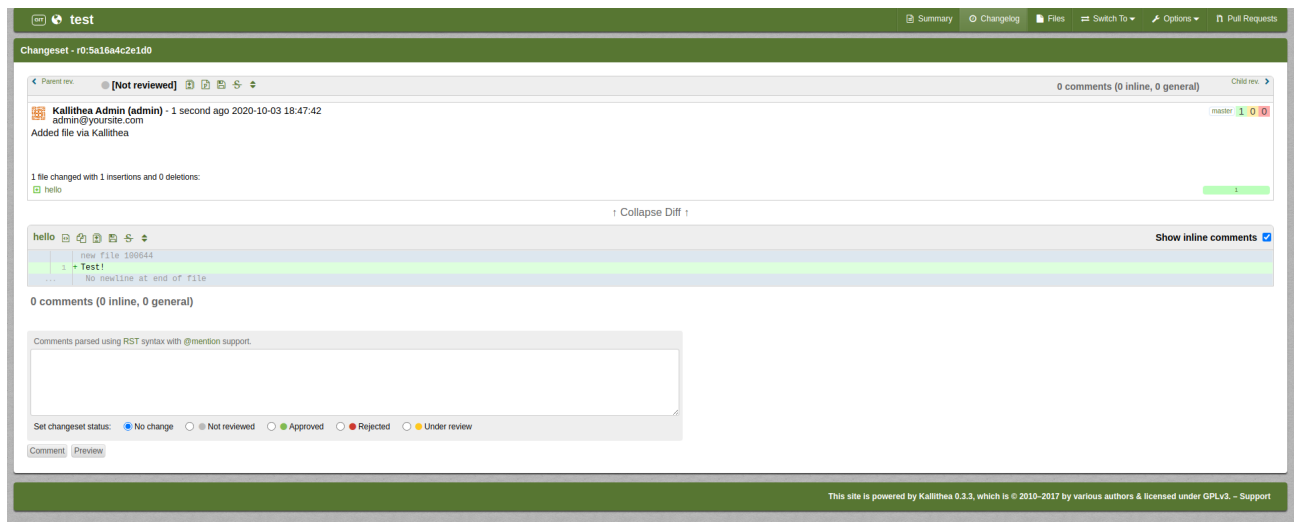 GIT test Summary Changelog Files Switch To Options Pull Requests
Changeset - r0:5a16a4c2e1d0
Parent rev. [Not reviewed] 0 comments (0 inline, 0 general) Child rev.
Kallithea Admin (admin) - 1 second ago 2020-10-03 18:47:42 master 1 0 0
admin@yoursite.com
Added file via Kallithea
1 file changed with 1 insertions and 0 deletions:
hello 1
↑ Collapse Diff ↑
hello Show inline comments
new file 100644
1 + Test!
... No newline at end of file
0 comments (0 inline, 0 general)
Comments parsed using RST syntax with @mention support.
Set changeset status: No change Not reviewed Approved Rejected Under review
Comment Preview
This site is powered by Kallithea 0.3.3, which is © 2010–2017 by various authors & licensed under GPLv3. – Support